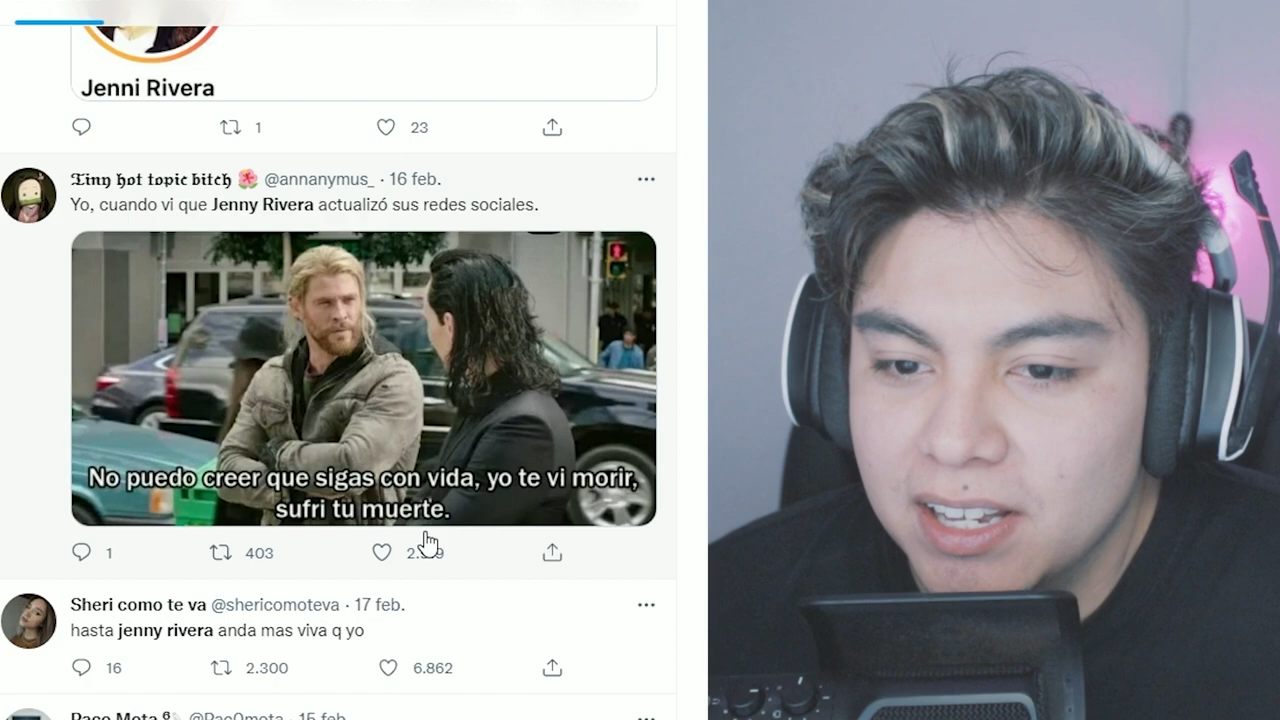 Jenni Rivera
1
23
Tiny hot topic bitch 🌺 @annanymus_ · 16 feb.
Yo, cuando vi que Jenny Rivera actualizó sus redes sociales.
No puedo creer que sigas con vida, yo te vi morir,
sufri tu muerte.
1
403
Sheri como te va @shericomoteva · 17 feb.
hasta jenny rivera anda mas viva q yo
16
2.300
6.862